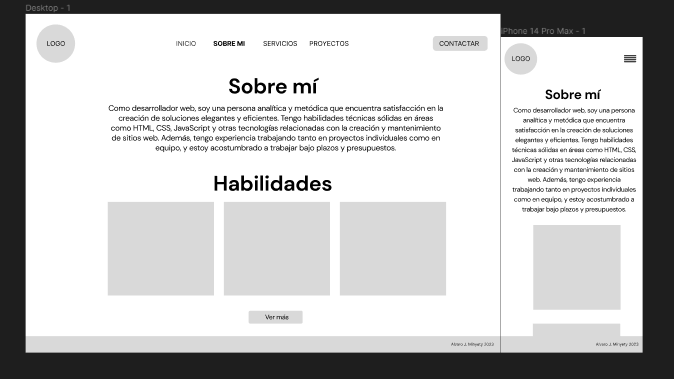 Desktop - 1
LOGO
INICIO
SOBRE MI
SERVICIOS
PROYECTOS
CONTACTAR
Sobre mí
Como desarrollador web, soy una persona analítica y metódica que encuentra satisfacción en la
creación de soluciones elegantes y eficientes. Tengo habilidades técnicas sólidas en áreas
como HTML, CSS, JavaScript y otras tecnologías relacionadas con la creación y mantenimiento
de sitios web. Además, tengo experiencia trabajando tanto en proyectos individuales como en
equipo, y estoy acostumbrado a trabajar bajo plazos y presupuestos.
Habilidades
Ver más
Álvaro J. 2023
iPhone 14 Pro Max - 1
LOGO
Sobre mí
Como desarrollador web, soy una persona
analítica y metódica que encuentra
satisfacción en la creación de soluciones
elegantes y eficientes. Tengo habilidades
técnicas sólidas en áreas como HTML, CSS,
JavaScript y otras tecnologías relacionadas
con la creación y mantenimiento de sitios
web. Además, tengo experiencia
trabajando tanto en proyectos individuales
como en equipo, y estoy acostumbrado a
trabajar bajo plazos y presupuestos.
Álvaro J. 2023